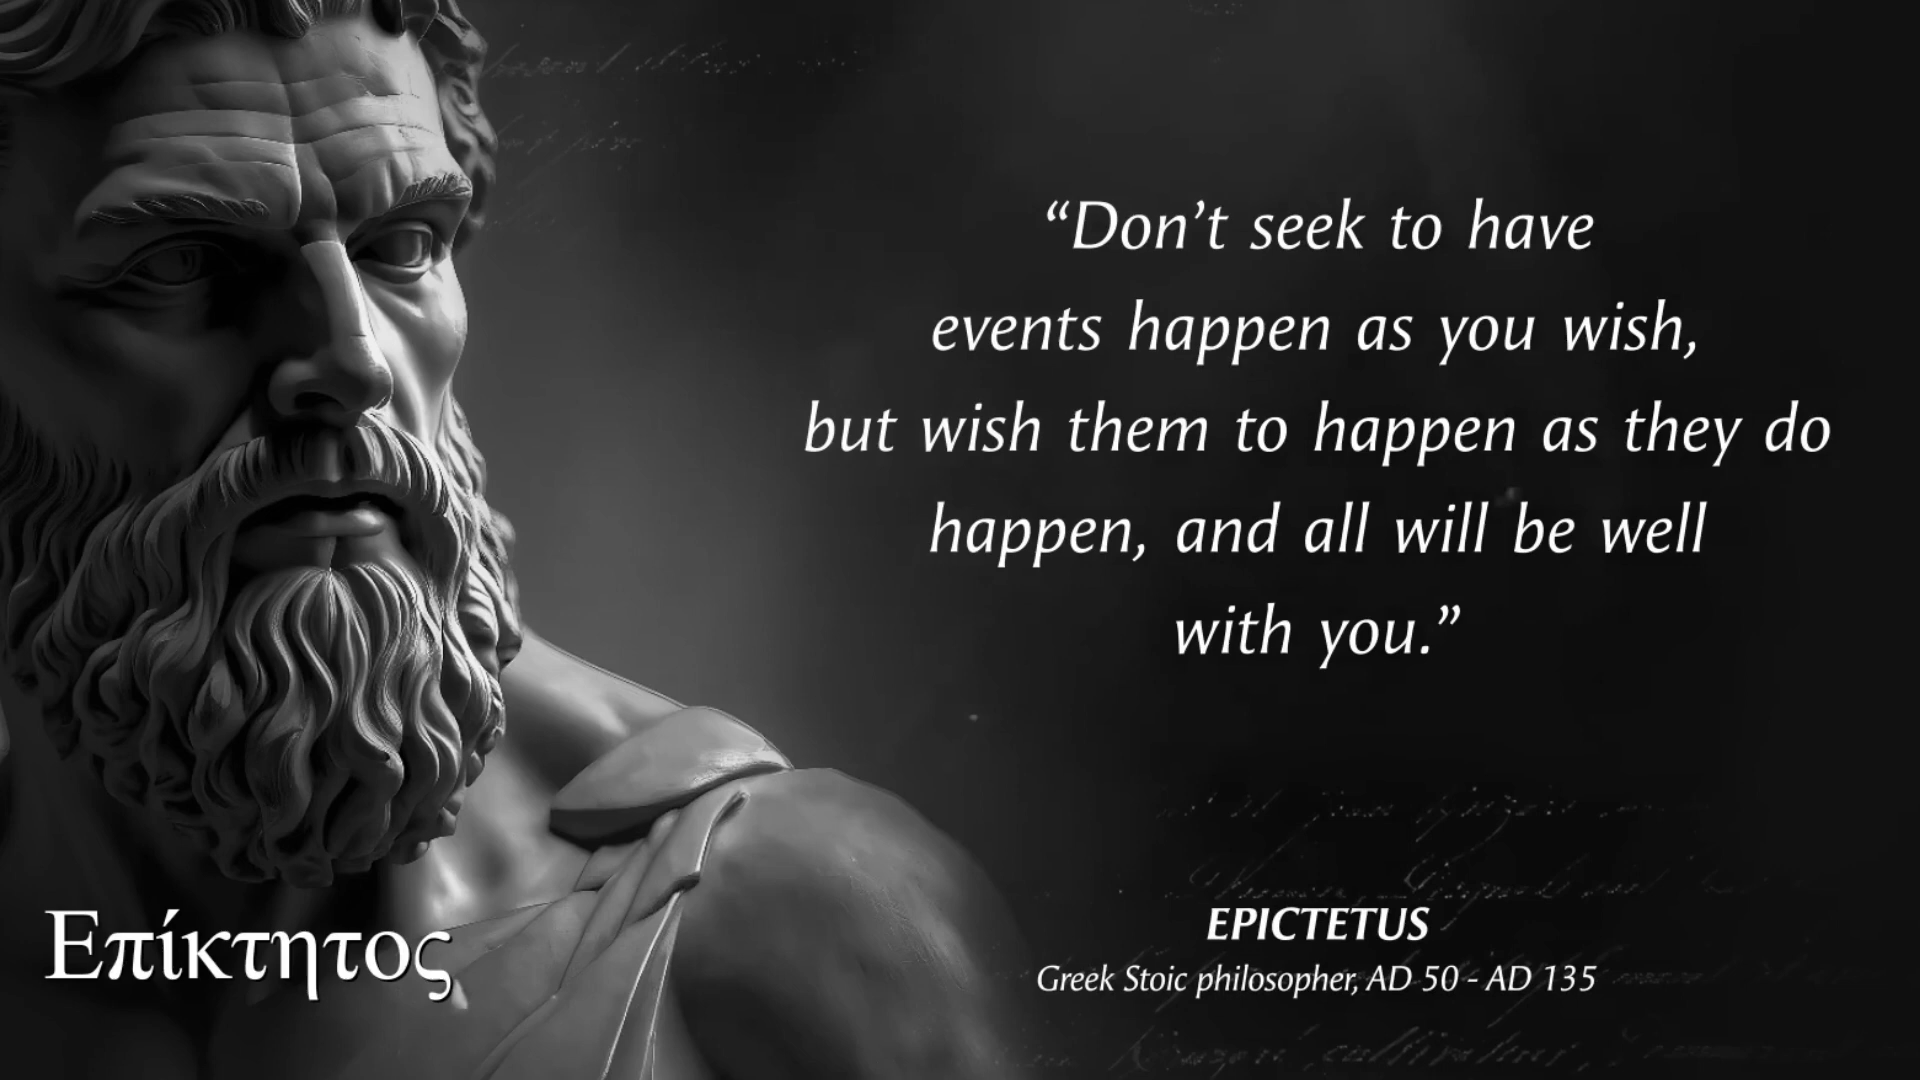 “Don’t seek to have
events happen as you wish,
but wish them to happen as they do
happen, and all will be well
with you.”
EPICTETUS
Greek Stoic philosopher, AD 50 - AD 135
Επίκτητος